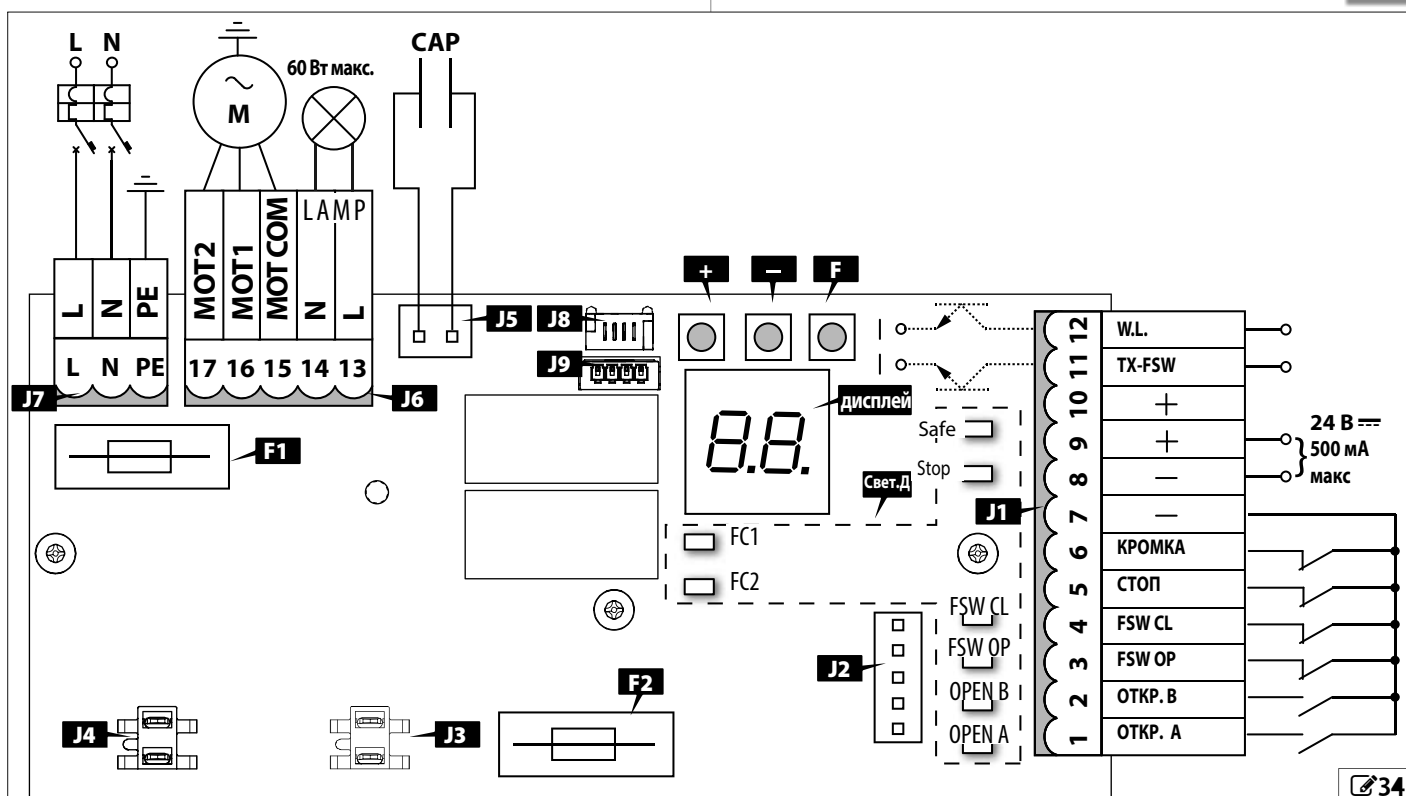 L N
CAP
60 Вт макс.
M
L A M P
L
N
PE
MOT2
MOT1
MOT COM
N
L
L N PE
17 16 15 14 13
J7
J6
J5
J8
J9
+
−
F
F1
дисплей
8.8.
Safe
Stop
Свет.Д
FC1
FC2
FSW CL
FSW OP
OPEN B
OPEN A
J1
J2
J3
J4
F2
12 W.L.
11 TX-FSW
10 +
9 +
8 −
7 −
6 КРОМКА
5 СТОП
4 FSW CL
3 FSW OP
2 ОТКР. В
1 ОТКР. А
24 В
500 мА
макс
34